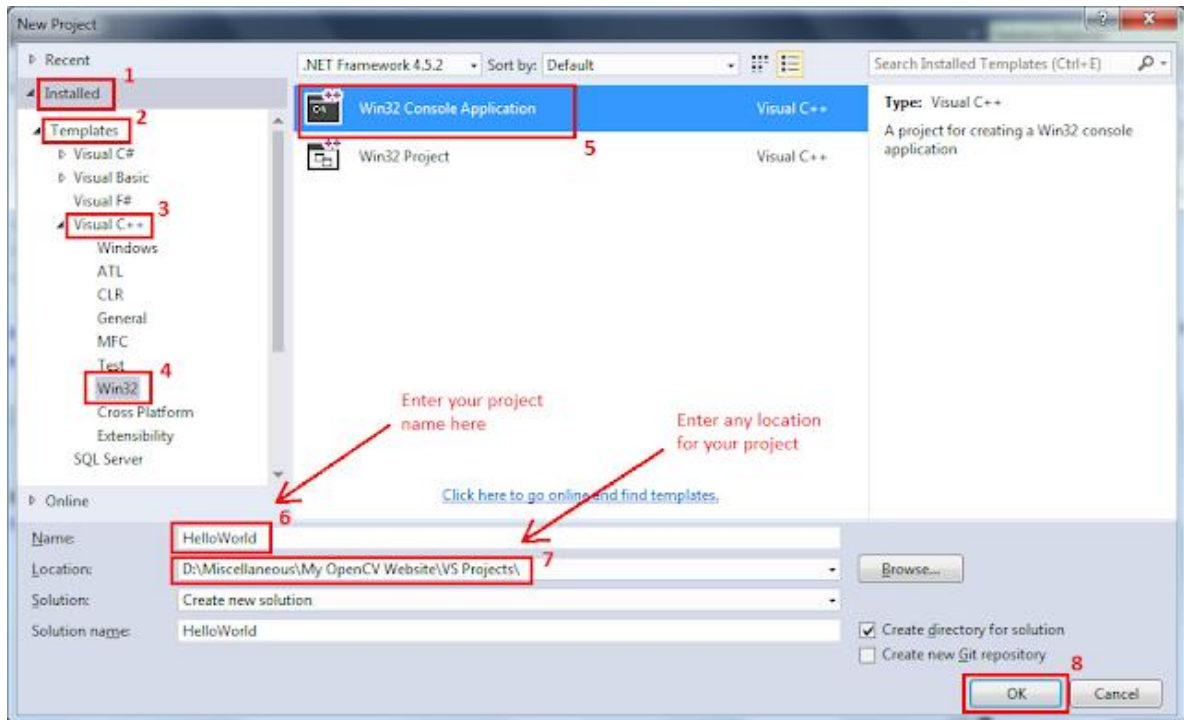 New Project
Recent
.NET Framework 4.5.2 Sort by: Default
Search Installed Templates (Ctrl+E)
1
Installed
2
Templates
Visual C#
Visual Basic
Visual F#
3
Visual C++
Windows
ATL
CLR
General
MFC
Test
4
Win32
Cross Platform
Extensibility
SQL Server
Online
Win32 Console Application Visual C++
5
Win32 Project Visual C++
Type: Visual C++
A project for creating a Win32 console
application
Enter your project
name here
Enter any location
for your project
Click here to go online and find templates.
6
Name: HelloWorld
7
Location: D:\Miscellaneous\My OpenCV Website\VS Projects\
Browse...
Solution: Create new solution
Solution name: HelloWorld
Create directory for solution
Create new Git repository
8
OK Cancel